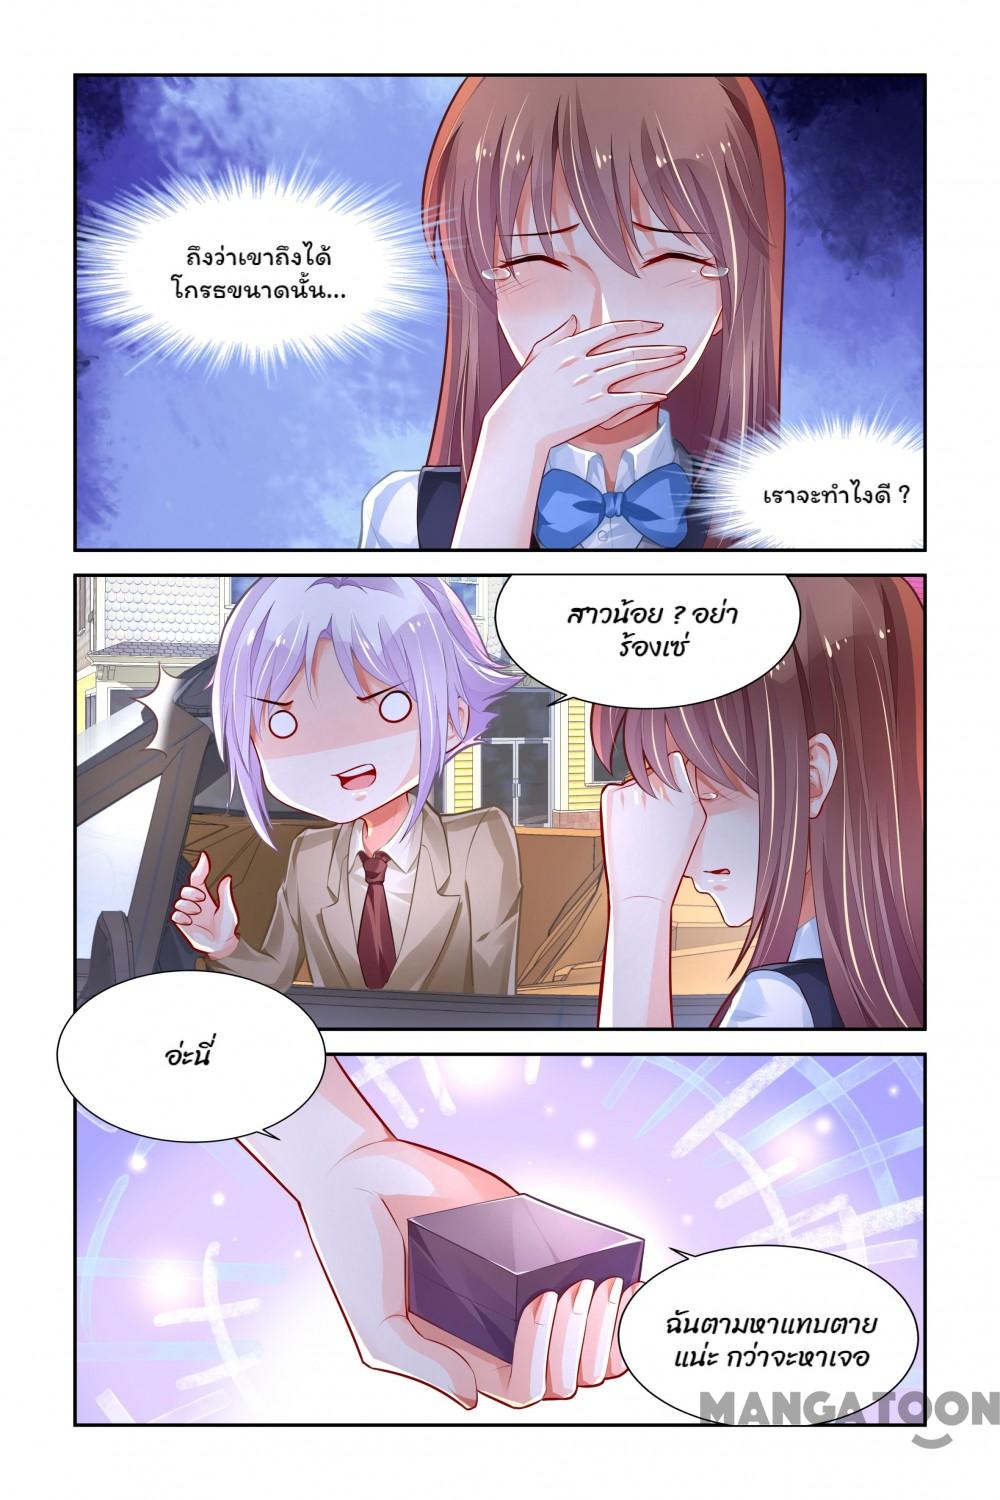 ถึงว่าเขาถึงได้
โกรธขนาดนั้น...
เราจะทำไงดี ?
สาวน้อย ? อย่า
ร้องเซ่
อ่ะนี่
ฉันตามหาแทบตาย
แน่ะ กว่าจะหาเจอ
MANGATOON